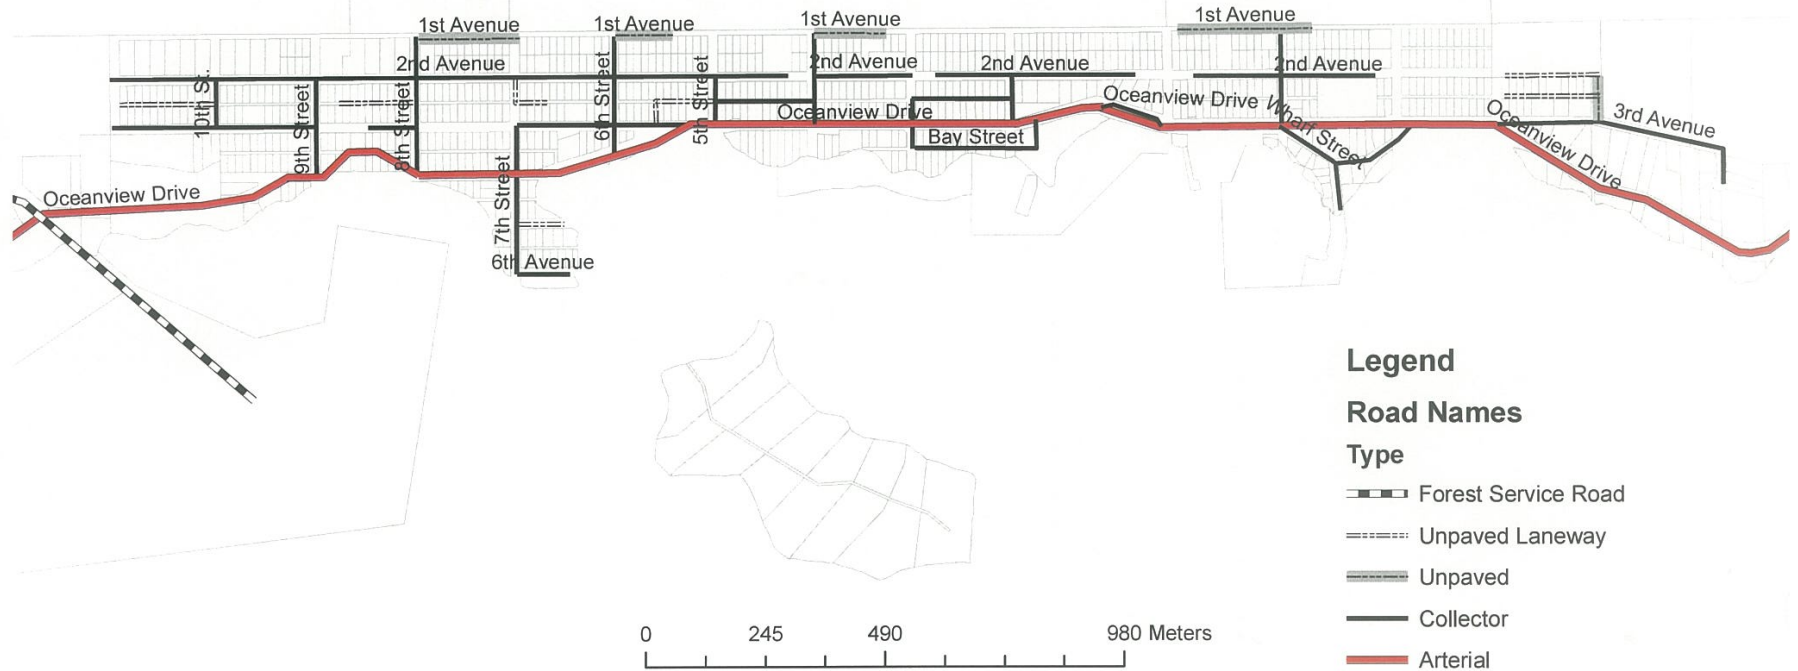 1st Avenue
1st Avenue
1st Avenue
1st Avenue
2nd Avenue
2nd Avenue
2nd Avenue
2nd Avenue
10th St.
9th Street
8th Street
7th Street
6th Street
5th Street
Oceanview Drive
Oceanview Drive
Oceanview Drive
Oceanview Drive
Bay Street
Wharf Street
3rd Avenue
6th Avenue
Legend
Road Names
Type
Forest Service Road
Unpaved Laneway
Unpaved
Collector
Arterial
0 245 490 980 Meters